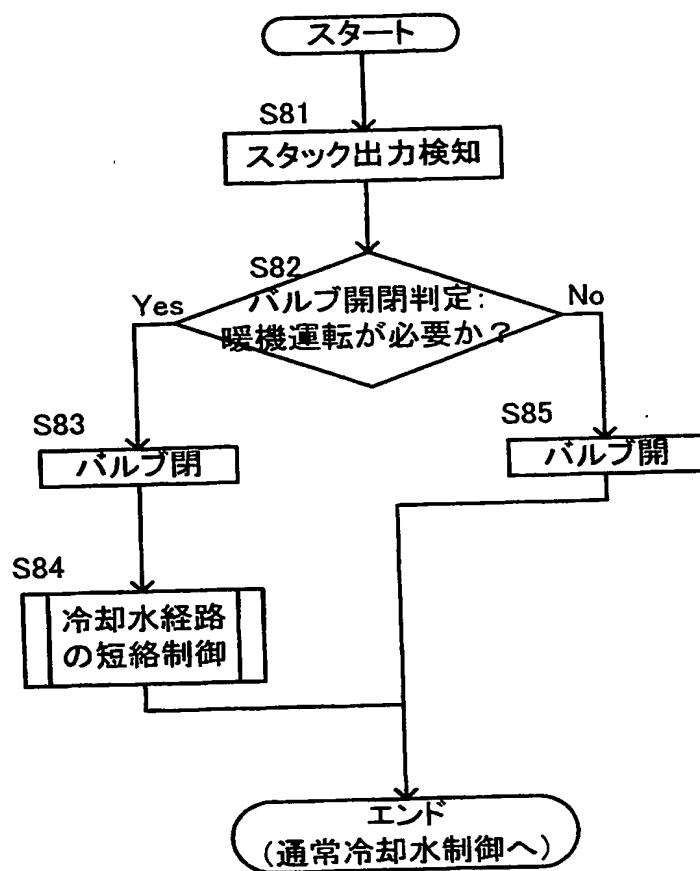 スタート
S81
スタック出力検知
S82
バルブ開閉判定:
暖機運転が必要か?
Yes
No
S83
バルブ閉
S85
バルブ開
S84
冷却水経路
の短絡制御
エンド
(通常冷却水制御へ)